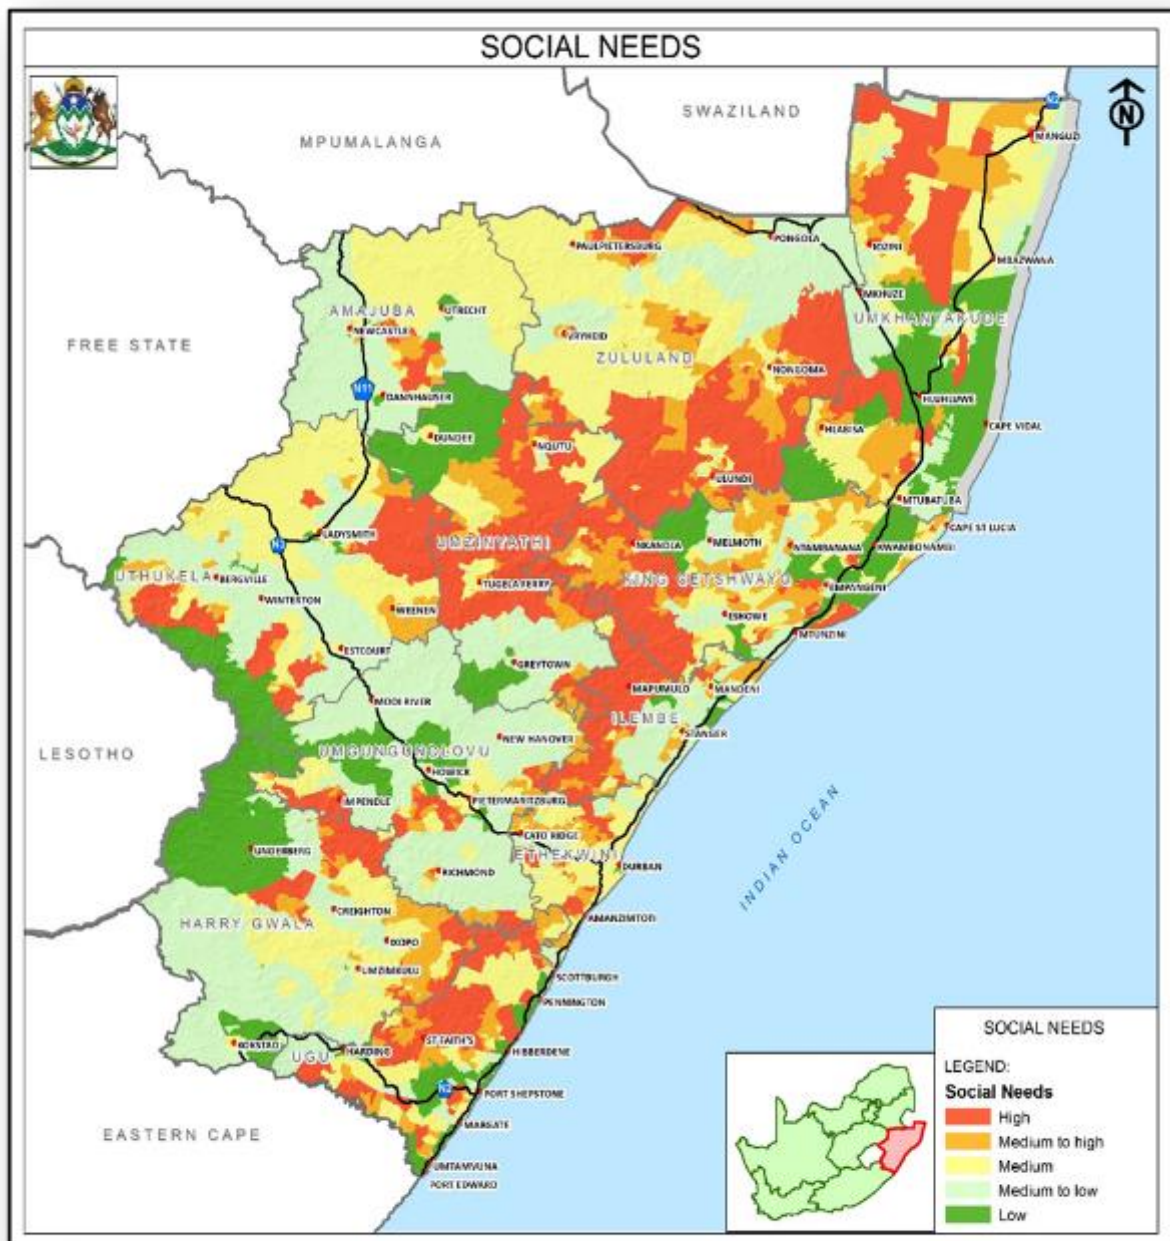 SOCIAL NEEDS
SWAZILAND
MPUMALANGA
N
MANGUZI
PAULPIETERSBURG
PONGOLA
JOZINI
MBAZWANA
MKHUZE
UMKHANYAKUDE
AMAJUBA
UTRECHT
NEWCASTLE
VRYHEID
ZULULAND
FREE STATE
NONGOMA
N11
DANNHAUSER
HLUHLUWE
DUNDEE
NQUTU
HLABISA
CAPE VIDAL
ULUNDI
MTUBATUBA
CAPE ST LUCIA
LADYSMITH
UMZINYATHI
NKANDLA
MELMOTH
NTAMBANANA
KWAMBONAMBI
UTHUKELA
BERGVILLE
TUGELA FERRY
KING CETSHWAYO
EMPANGENI
WINTERTON
WEENEN
ESHOWE
MTUNZINI
ESTCOURT
GREYTOWN
MAPUMULO
MANDENI
MOOI RIVER
ILEMBE
STANGER
NEW HANOVER
LESOTHO
UMGUNGUNDLOVU
HOWICK
IMPENDLE
PIETERMARITZBURG
CATO RIDGE
ETHEKWINI
UNDERBERG
RICHMOND
DURBAN
INDIAN OCEAN
CREIGHTON
HARRY GWALA
AMANZIMTOTI
IXOPO
UMZIMKULU
SCOTTBURGH
PENNINGTON
KOKSTAD
UGU
HARDING
ST FAITH'S
HIBBERDENE
N2
PORT SHEPSTONE
MARGATE
EASTERN CAPE
UMTAMVUNA
PORT EDWARD
SOCIAL NEEDS
LEGEND:
Social Needs
High
Medium to high
Medium
Medium to low
Low